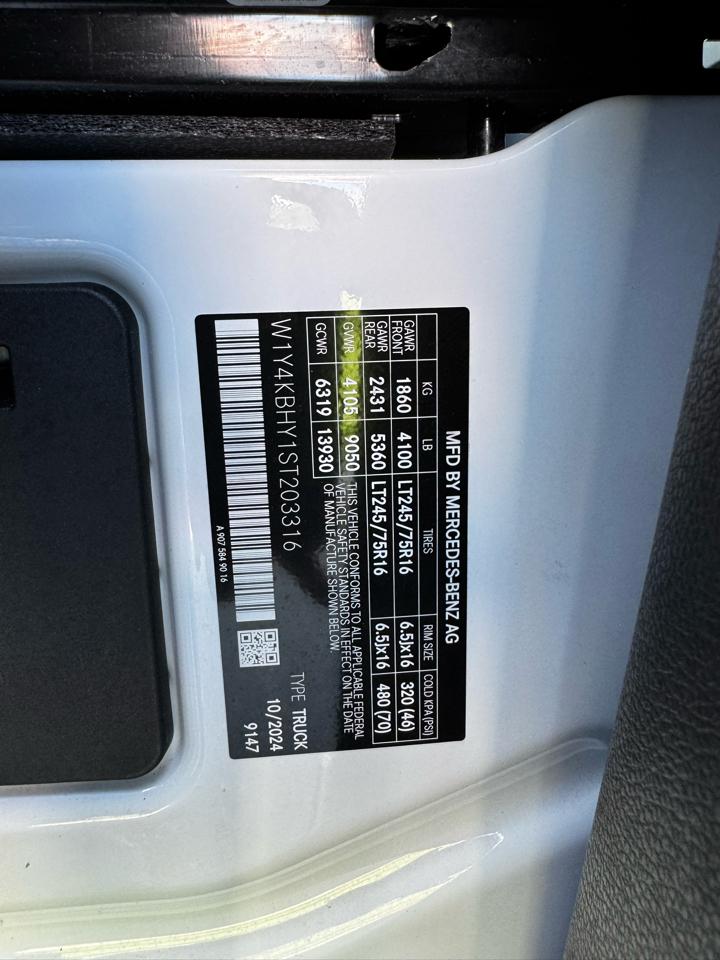 MFD BY MERCEDES-BENZ AG
KG LB TIRES RIM SIZE COLD KPA(PSI)
GAWR FRONT 1860 4100 LT245 /75R16 6.5Jx16 320 (46)
GAWR REAR 2431 5360 LT245 /75R16 6.5Jx16 480 (70)
GVWR 4105 9050
GCWR 6319 13930
THIS VEHICLE CONFORMS TO ALL APPLICABLE FEDERAL
VEHICLE SAFETY STANDARDS IN EFFECT ON THE DATE
OF MANUFACTURE SHOWN BELOW.
W1Y4KBHY1ST203316
TYPE TRUCK
10/2024
9147
A 907 584 90 16